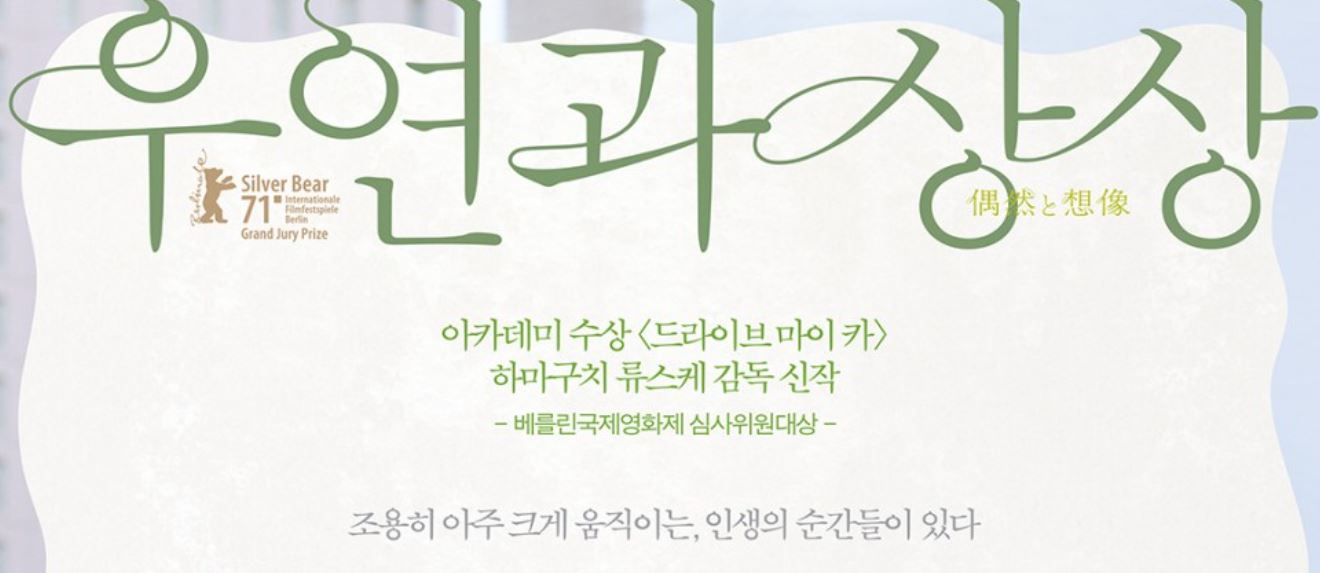 우연과 상상
Berlinale
Silver Bear
71
Internationale
Filmfestspiele
Berlin
Grand Jury Prize
偶然と想像
아카데미 수상 〈드라이브 마이 카〉
하마구치 류스케 감독 신작
- 베를린국제영화제 심사위원대상 -
조용히 아주 크게 움직이는, 인생의 순간들이 있다